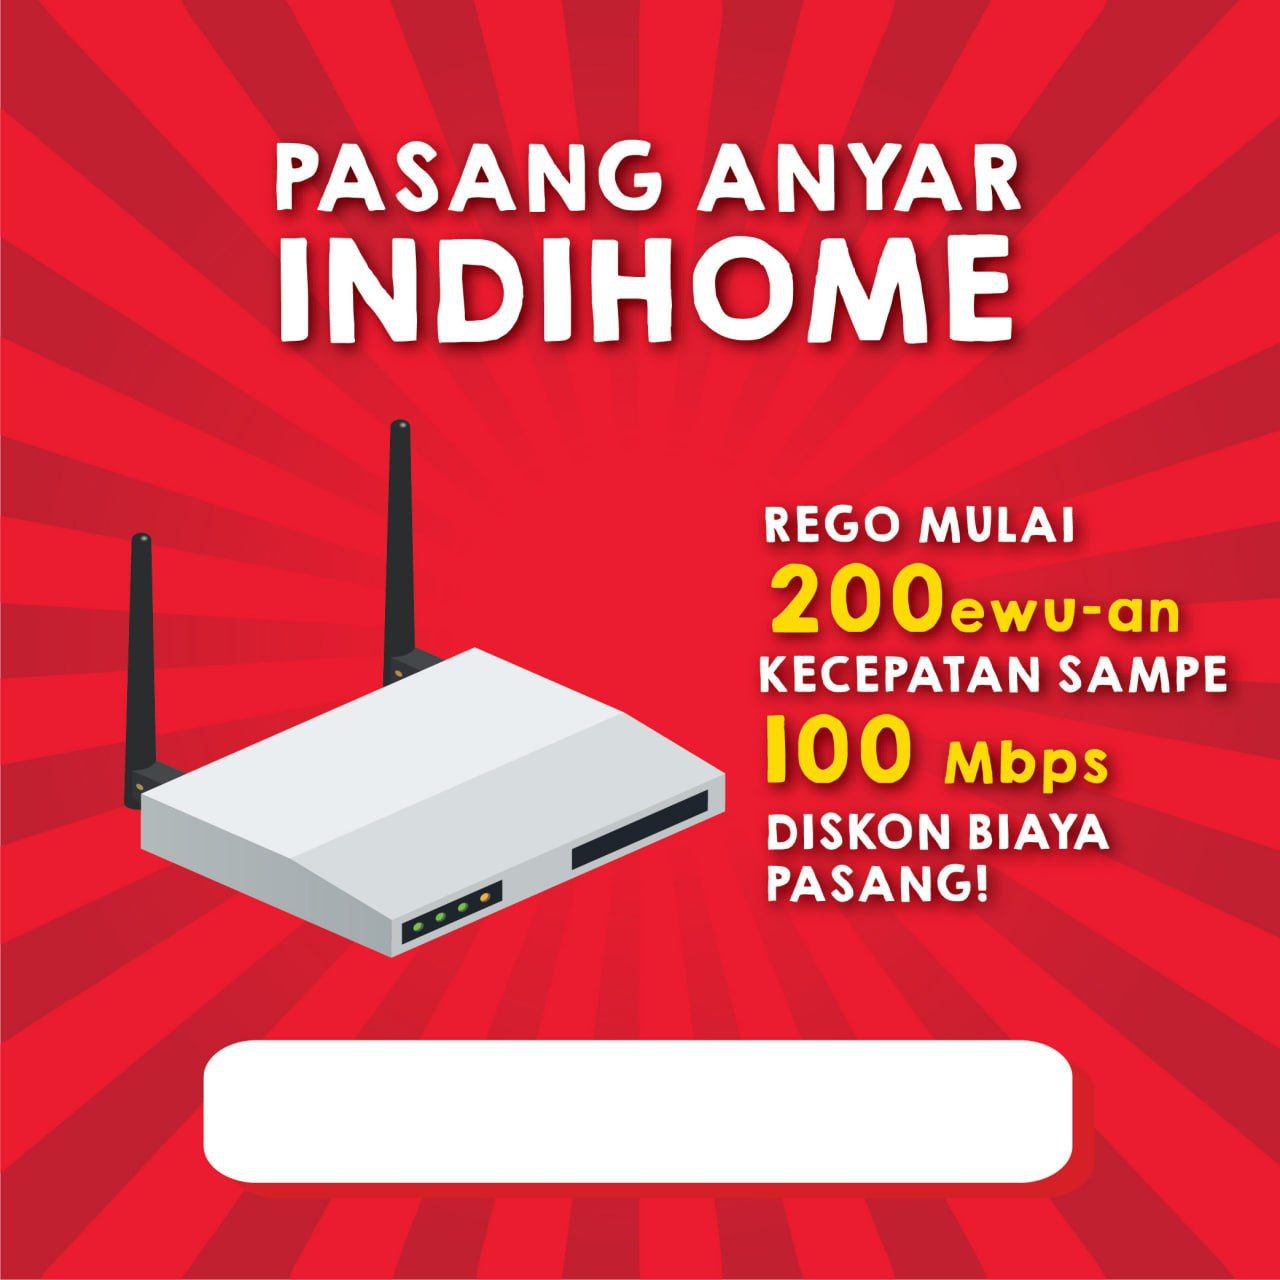 PASANG ANYAR
INDIHOME
REGO MULAI
200ewu-an
KECEPATAN SAMPE
100 Mbps
DISKON BIAYA
PASANG!